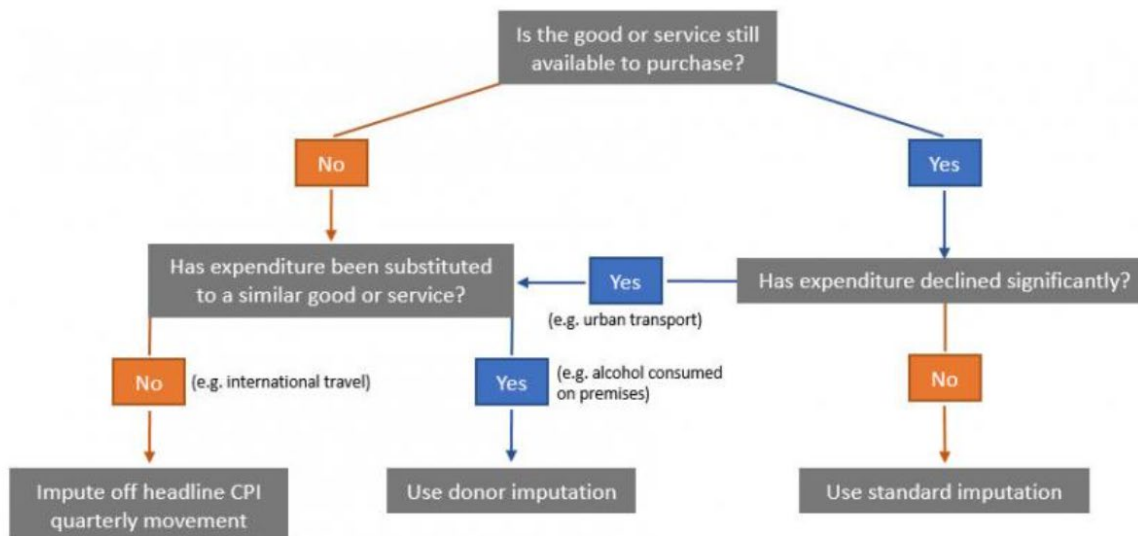 Is the good or service still
available to purchase?
No
Yes
Has expenditure been substituted
to a similar good or service?
Yes
(e.g. urban transport)
Has expenditure declined significantly?
No
(e.g. international travel)
Yes
(e.g. alcohol consumed
on premises)
No
Impute off headline CPI
quarterly movement
Use donor imputation
Use standard imputation